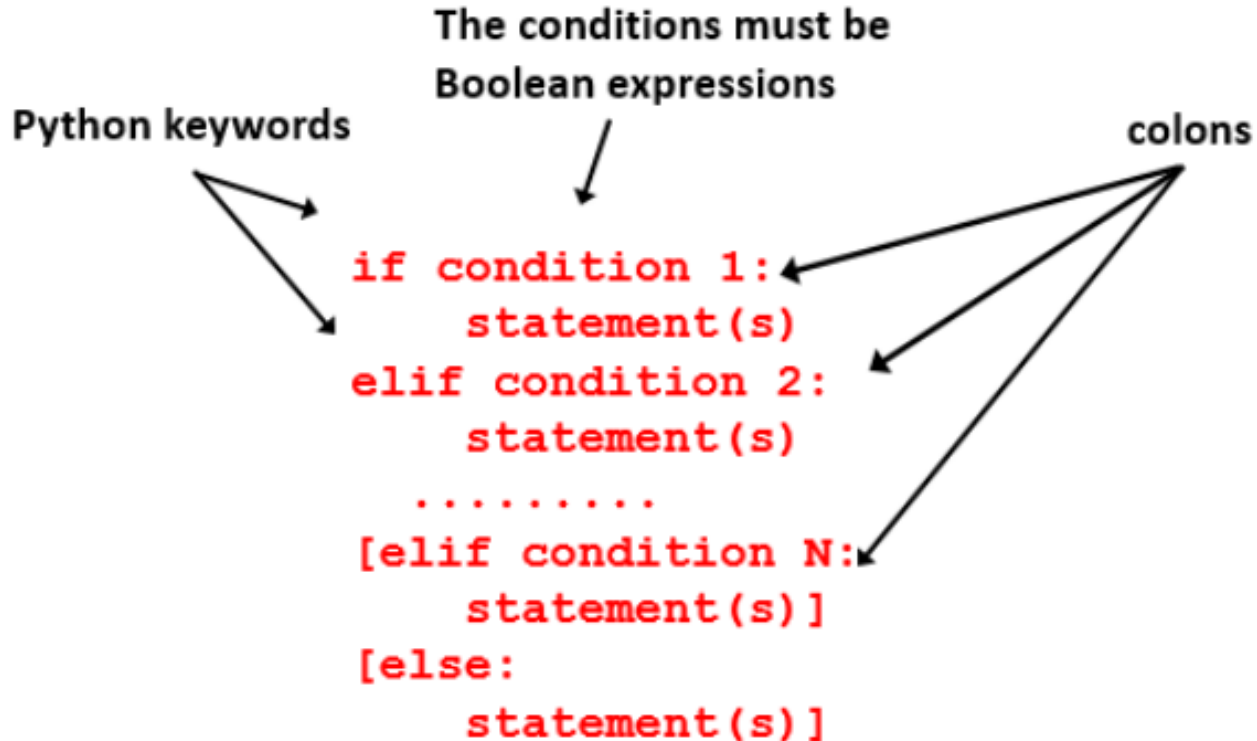 The conditions must be
Boolean expressions
Python keywords
colons
if condition 1:
statement(s)
elif condition 2:
statement(s)
.........
[elif condition N:
statement(s)]
[else:
statement(s)]